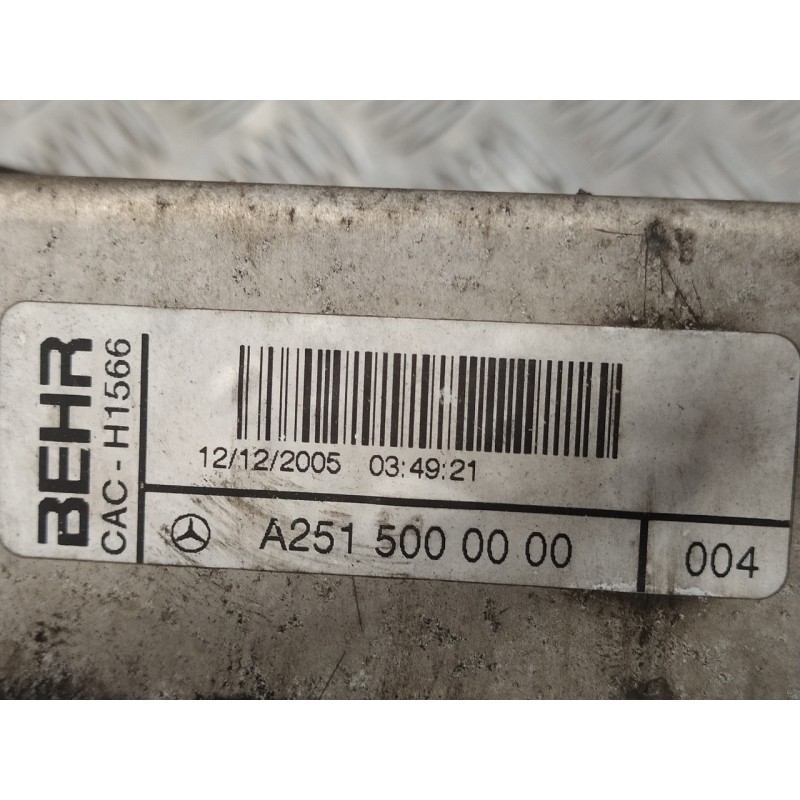 BEHR
CAC - H1566
12/12/2005 03:49:21
A251 500 00 00
004